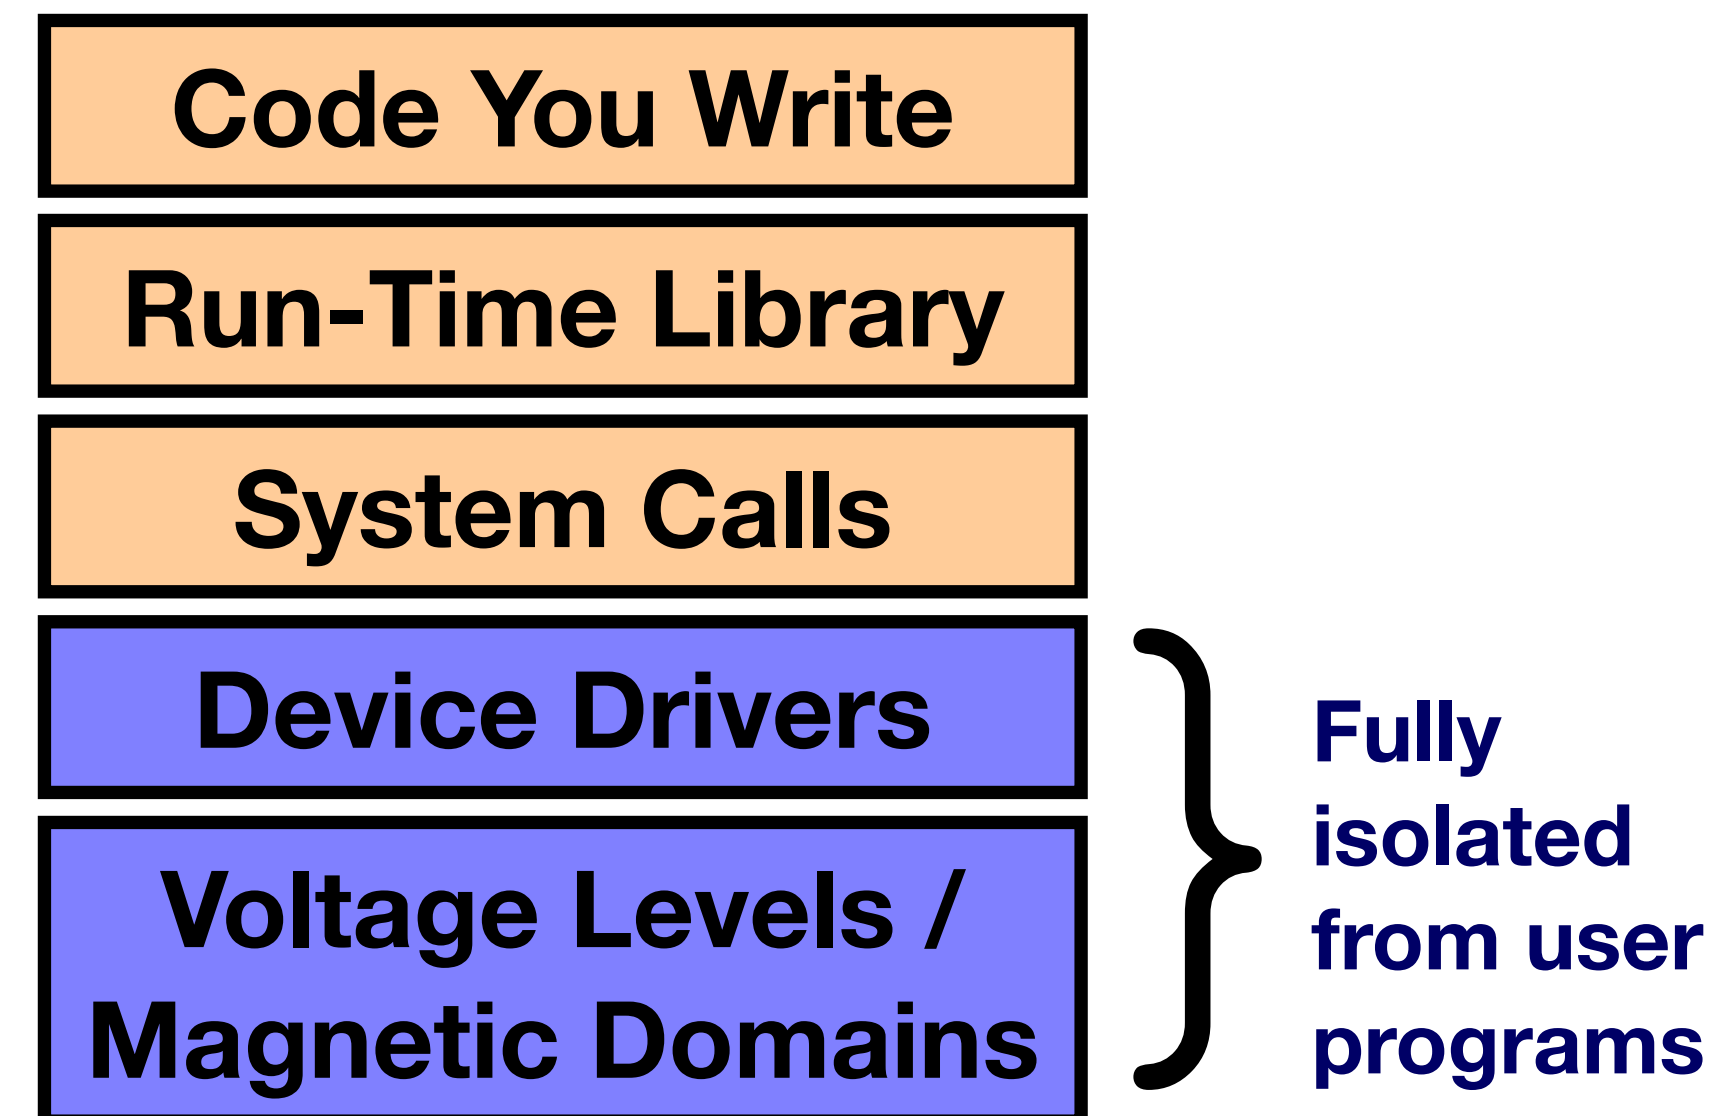 Code You Write
Run-Time Library
System Calls
Device Drivers
Voltage Levels /
Magnetic Domains
Fully
isolated
from user
programs